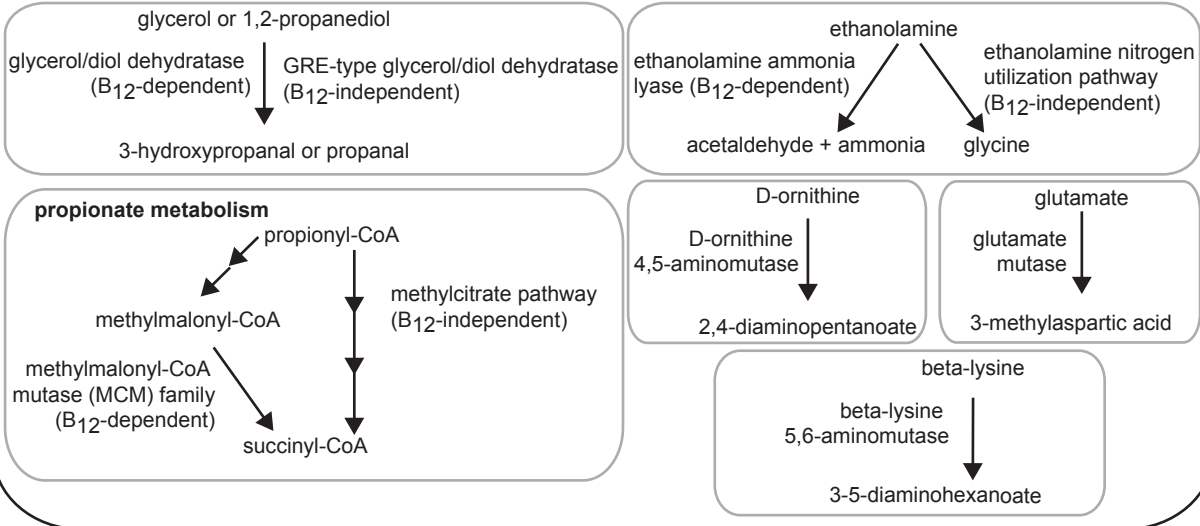 glycerol or 1,2-propanediol
glycerol/diol dehydratase
(B12-dependent)
GRE-type glycerol/diol dehydratase
(B12-independent)
3-hydroxypropanal or propanal
ethanolamine
ethanolamine ammonia
lyase (B12-dependent)
ethanolamine nitrogen
utilization pathway
(B12-independent)
acetaldehyde + ammonia
glycine
propionate metabolism
propionyl-CoA
methylmalonyl-CoA
methylcitrate pathway
(B12-independent)
methylmalonyl-CoA
mutase (MCM) family
(B12-dependent)
succinyl-CoA
D-ornithine
D-ornithine
4,5-aminomutase
2,4-diaminopentanoate
glutamate
glutamate
mutase
3-methylaspartic acid
beta-lysine
beta-lysine
5,6-aminomutase
3-5-diaminohexanoate